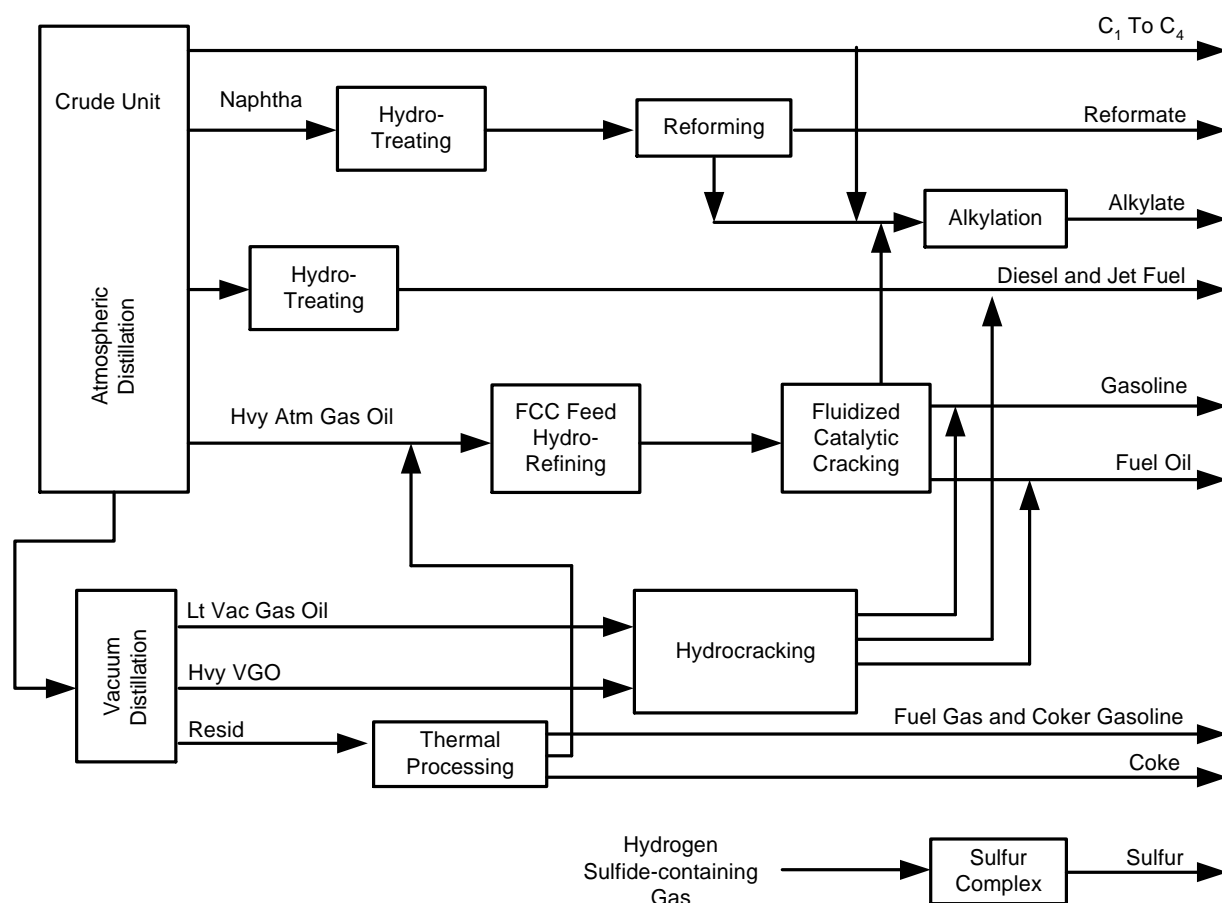 C₁ To C₄
Crude Unit
Naphtha
Hydro-
Treating
Reforming
Reformate
Alkylation
Alkylate
Atmospheric
Distillation
Hydro-
Treating
Diesel and Jet Fuel
Hvy Atm Gas Oil
FCC Feed
Hydro-
Refining
Fluidized
Catalytic
Cracking
Gasoline
Fuel Oil
Vacuum
Distillation
Lt Vac Gas Oil
Hvy VGO
Hydrocracking
Resid
Thermal
Processing
Fuel Gas and Coker Gasoline
Coke
Hydrogen
Sulfide-containing
Gas
Sulfur
Complex
Sulfur